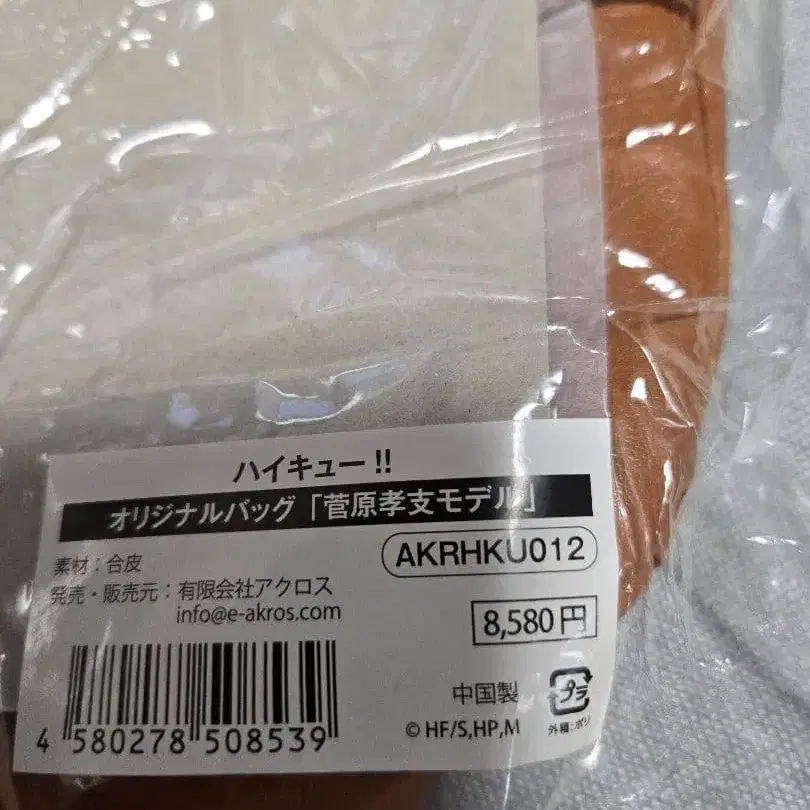 ハイキュー!!
オリジナルバッグ「菅原孝支モデル」
素材：合皮
AKRHKU012
発売・販売元：有限会社アクロス
info@e-akros.com
8,580円
中国製
プラ
© HF/S,HP,M
外箱:ポリ
4 580278 508539